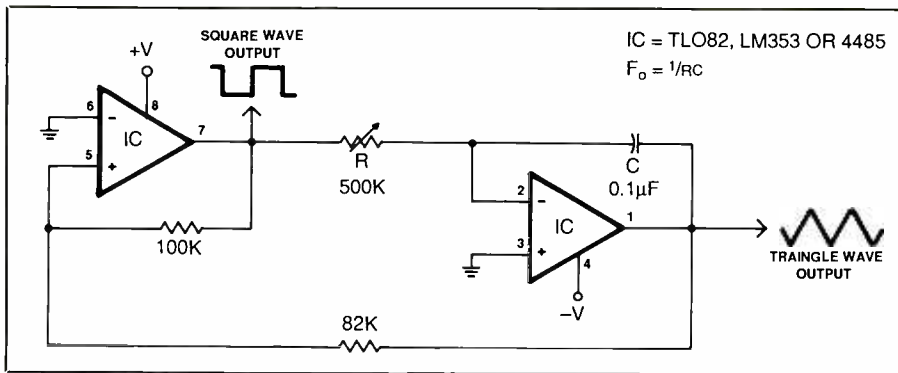 SQUARE WAVE
OUTPUT
IC = TLO82, LM353 OR 4485
Fo = 1/RC
+V
6
8
IC
7
5
−
+
R
500K
C
0.1µF
100K
2
−
IC
1
3
+
4
−V
TRAINGLE WAVE
OUTPUT
82K